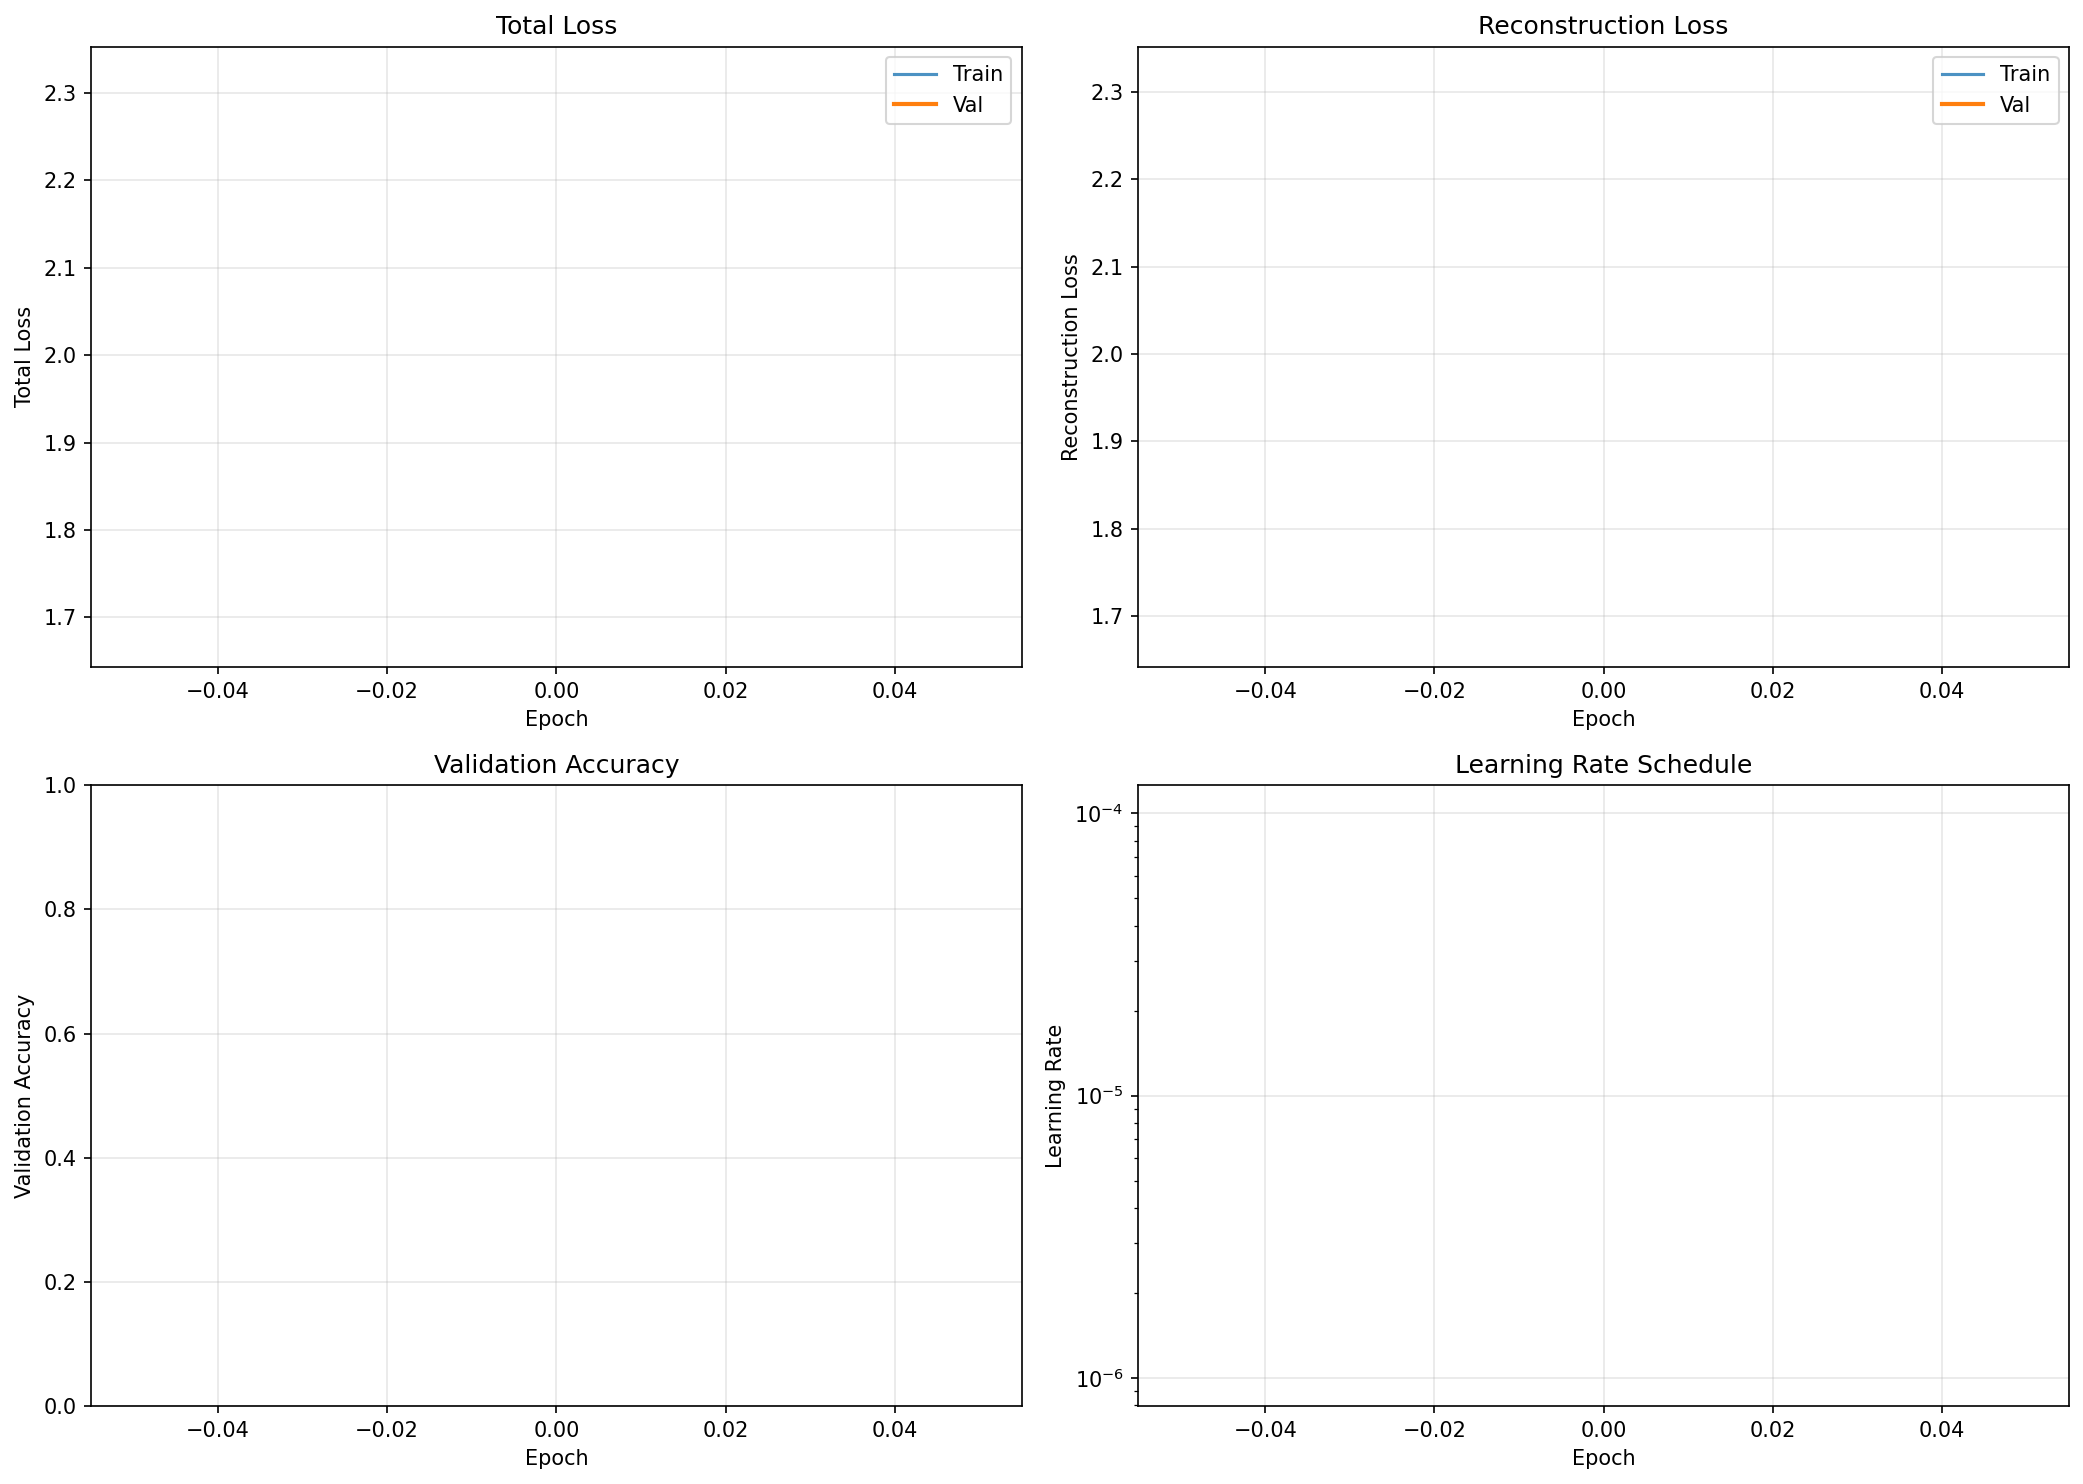 Total Loss
Train
Val
2.3
2.2
2.1
2.0
1.9
1.8
1.7
Total Loss
−0.04 −0.02 0.00 0.02 0.04
Epoch
Reconstruction Loss
Train
Val
2.3
2.2
2.1
2.0
1.9
1.8
1.7
Reconstruction Loss
−0.04 −0.02 0.00 0.02 0.04
Epoch
Validation Accuracy
1.0
0.8
0.6
0.4
0.2
0.0
Validation Accuracy
−0.04 −0.02 0.00 0.02 0.04
Epoch
Learning Rate Schedule
10⁻⁴
10⁻⁵
10⁻⁶
Learning Rate
−0.04 −0.02 0.00 0.02 0.04
Epoch